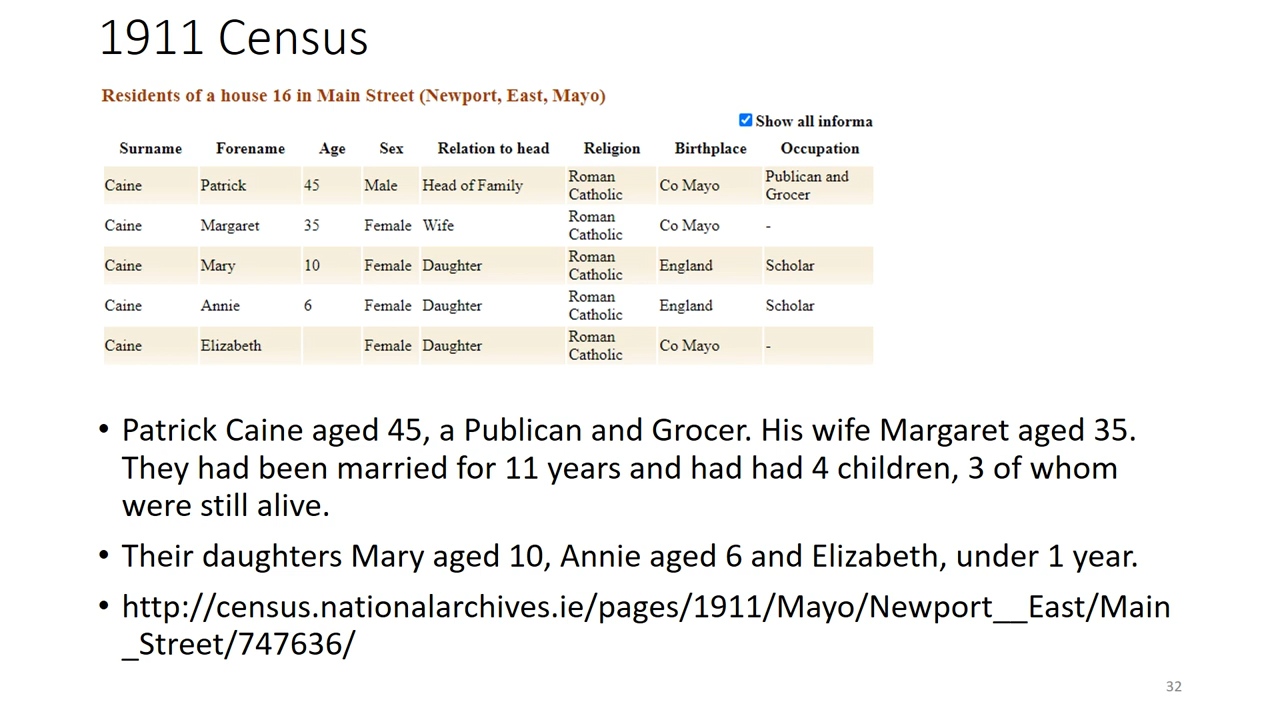 1911 Census
Residents of a house 16 in Main Street (Newport, East, Mayo)
Show all informa
Surname Forename Age Sex Relation to head Religion Birthplace Occupation
Caine Patrick 45 Male Head of Family Roman Catholic Co Mayo Publican and Grocer
Caine Margaret 35 Female Wife Roman Catholic Co Mayo -
Caine Mary 10 Female Daughter Roman Catholic England Scholar
Caine Annie 6 Female Daughter Roman Catholic England Scholar
Caine Elizabeth Female Daughter Roman Catholic Co Mayo -
• Patrick Caine aged 45, a Publican and Grocer. His wife Margaret aged 35.
They had been married for 11 years and had had 4 children, 3 of whom
were still alive.
• Their daughters Mary aged 10, Annie aged 6 and Elizabeth, under 1 year.
• http://census.nationalarchives.ie/pages/1911/Mayo/Newport__East/Main
_Street/747636/
32